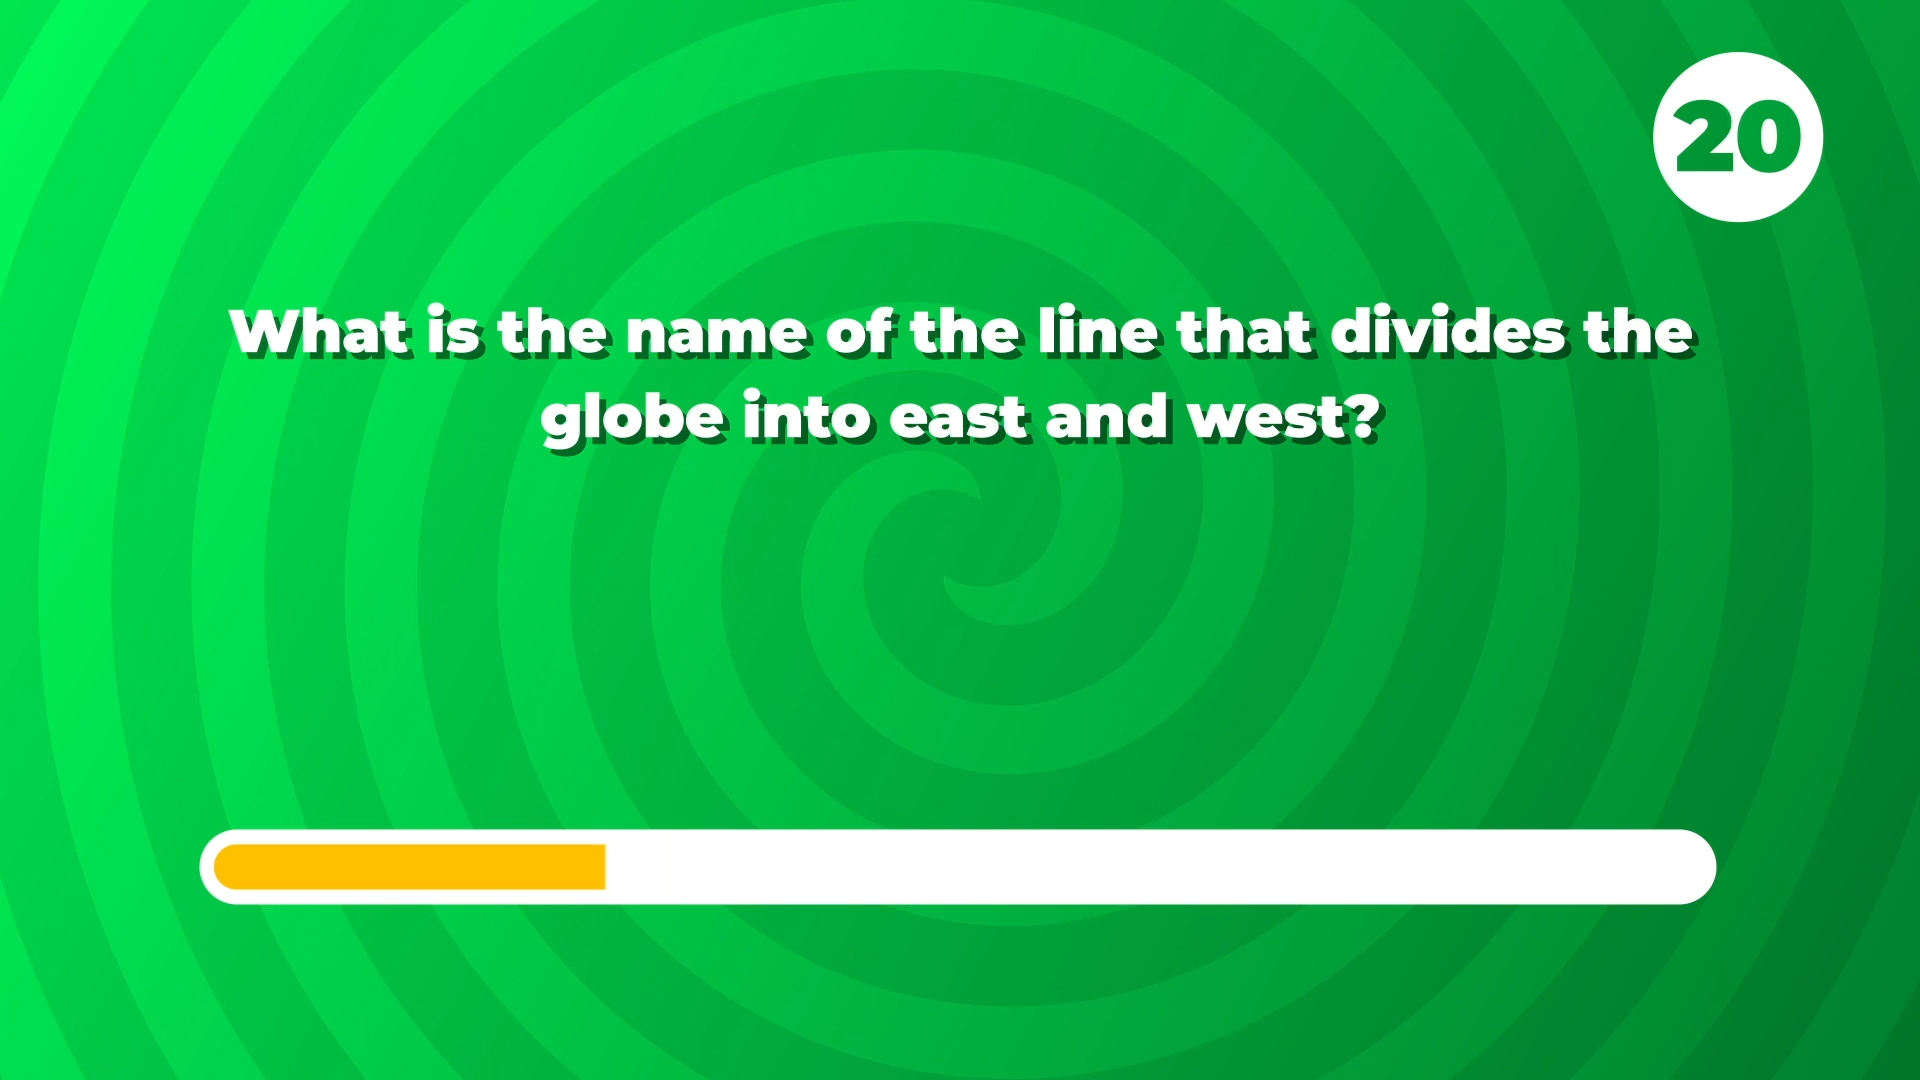 20
What is the name of the line that divides the
globe into east and west?